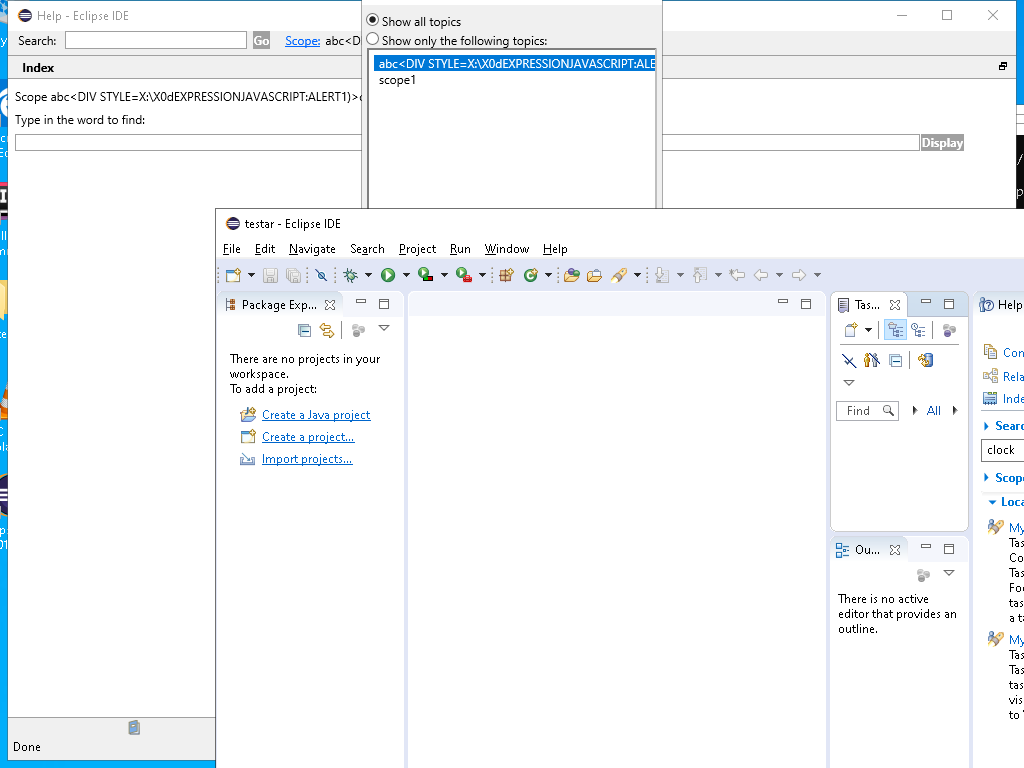 Help - Eclipse IDE
Search:
Go
Scope: abc<D
Show all topics
Show only the following topics:
abc<DIV STYLE=X:\X0dEXPRESSIONJAVASCRIPT:ALE
scope1
Index
Scope abc<DIV STYLE=X:\X0dEXPRESSIONJAVASCRIPT:ALERT1)>
Type in the word to find:
Display
testar - Eclipse IDE
File Edit Navigate Search Project Run Window Help
Package Exp...
There are no projects in your
workspace.
To add a project:
Create a Java project
Create a project...
Import projects...
Tas...
Find
All
Ou...
There is no active
editor that provides an
outline.
Help
Con
Rela
Inde
Searc
clock
Scope
Loca
My
Tas
Co
Tas
Foc
tas
a ta
My
Tas
Tas
tas
vis
to '
Done